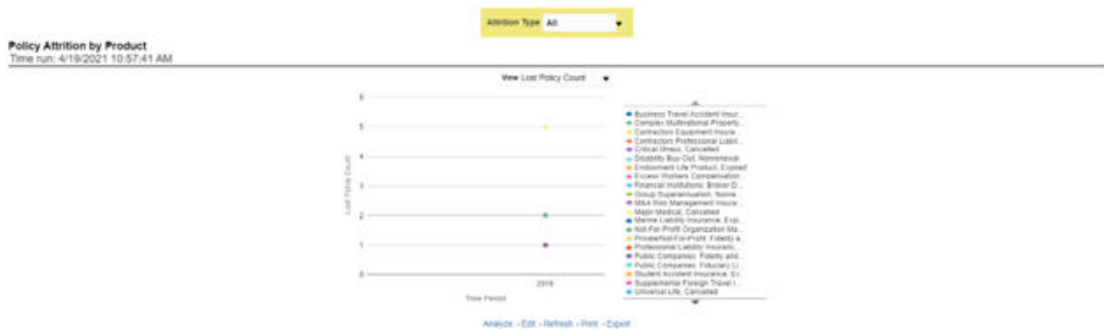 Attrition Type All
Policy Attrition by Product
Time run: 4/19/2021 10:57:41 AM
View Lost Policy Count
6
5
4
3
2
1
0
Lost Policy Count
2019
Time Period
Business Travel Accident Insur...
Complex Multinational Property...
Contractors Equipment Insura...
Contractors Professional Liabil...
Critical Illness, Cancelled
Disability Buy-Out, Nonrenewal
Endowment Life Product, Expired
Excess Workers Compensation...
Financial Institutions: Broker D...
Group Superannuation, Nonre...
M&A Risk Management Insura...
Major Medical, Cancelled
Marine Liability Insurance, Expi...
Not-For-Profit Organization Ma...
Private/Not-For-Profit: Fidelity a...
Professional Liability Insuranc...
Public Companies: Fidelity and...
Public Companies: Fiduciary Li...
Student Accident Insurance, Ex...
Supplemental Foreign Travel I...
Universal Life, Cancelled
Analyze - Edit - Refresh - Print - Export